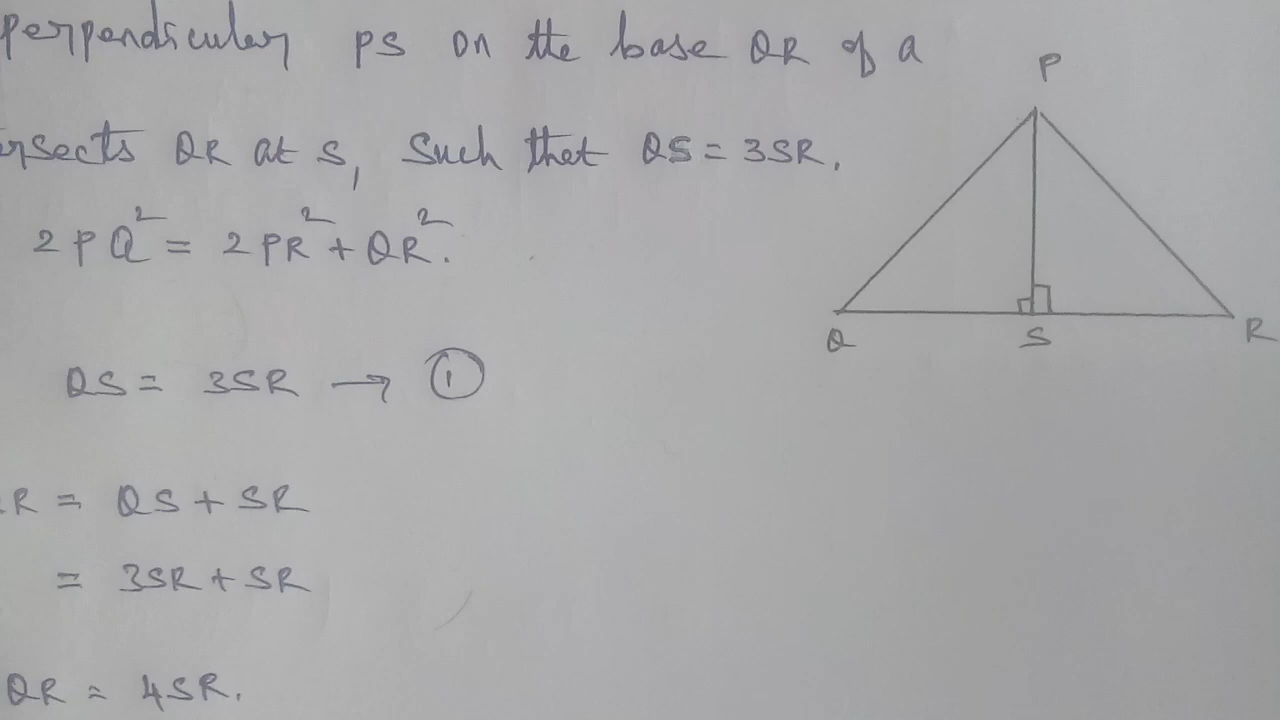 perpendicular PS on the base QR of a
ersects QR at S, Such that QS = 3SR.
2PQ² = 2PR² + QR².
QS = 3SR → ①
R = QS + SR
= 3SR + SR
QR = 4SR.
P
Q
S
R